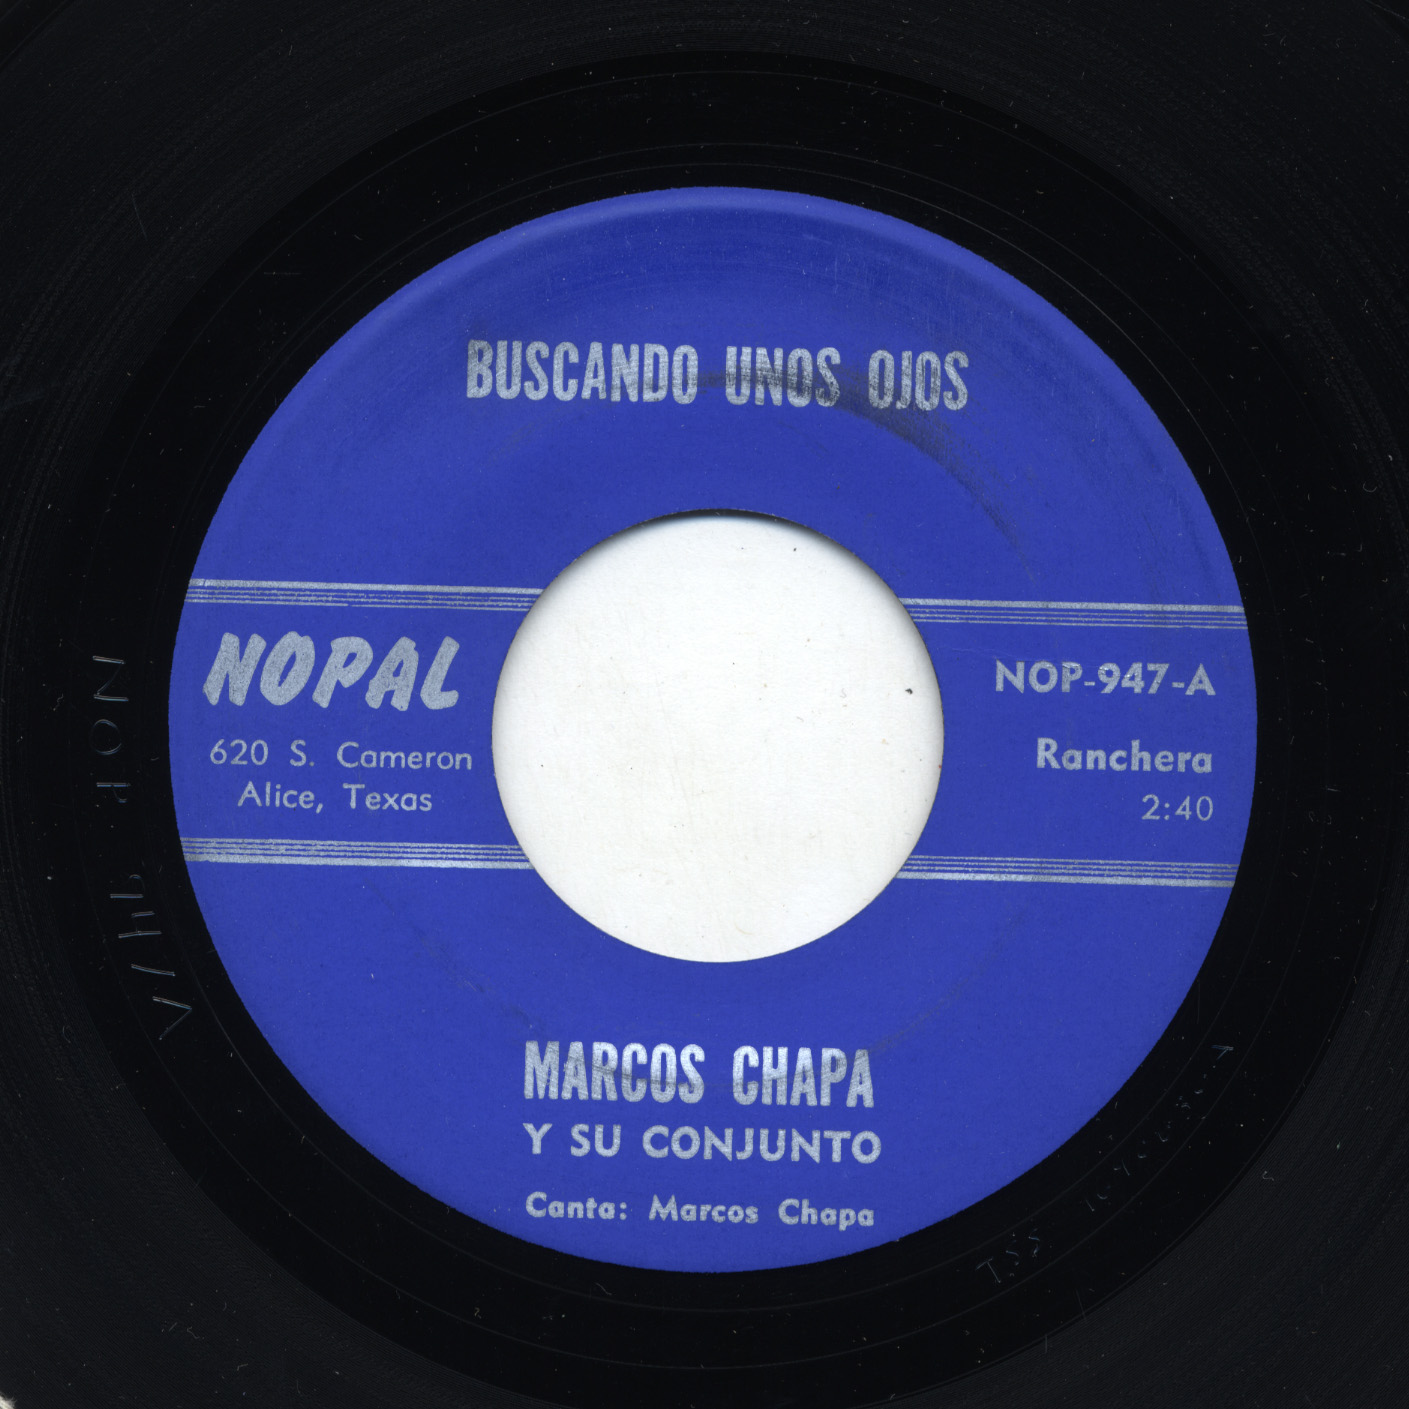 BUSCANDO UNOS OJOS
NOPAL
620 S. Cameron
Alice, Texas
NOP-947-A
Ranchera
2:40
MARCOS CHAPA
Y SU CONJUNTO
Canta: Marcos Chapa
NOP